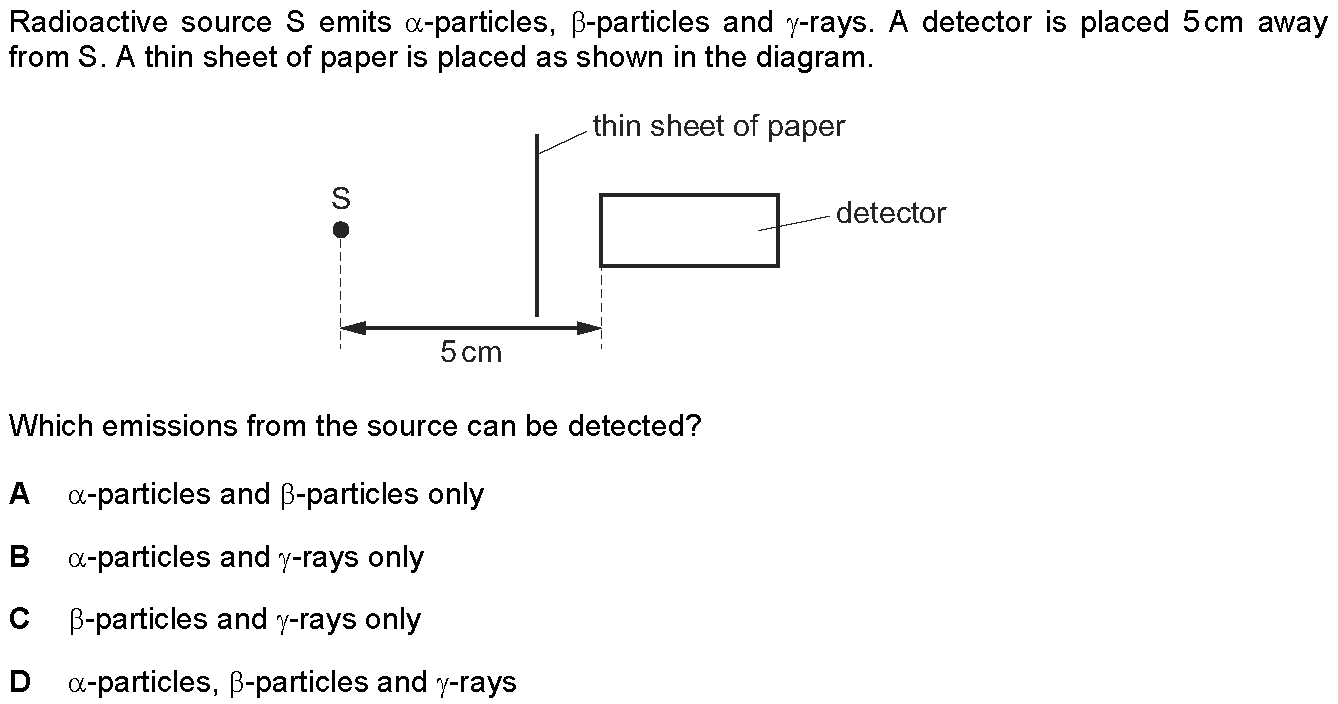 Radioactive source S emits α-particles, β-particles and γ-rays. A detector is placed 5 cm away
from S. A thin sheet of paper is placed as shown in the diagram.
thin sheet of paper
S
detector
5 cm
Which emissions from the source can be detected?
A α-particles and β-particles only
B α-particles and γ-rays only
C β-particles and γ-rays only
D α-particles, β-particles and γ-rays